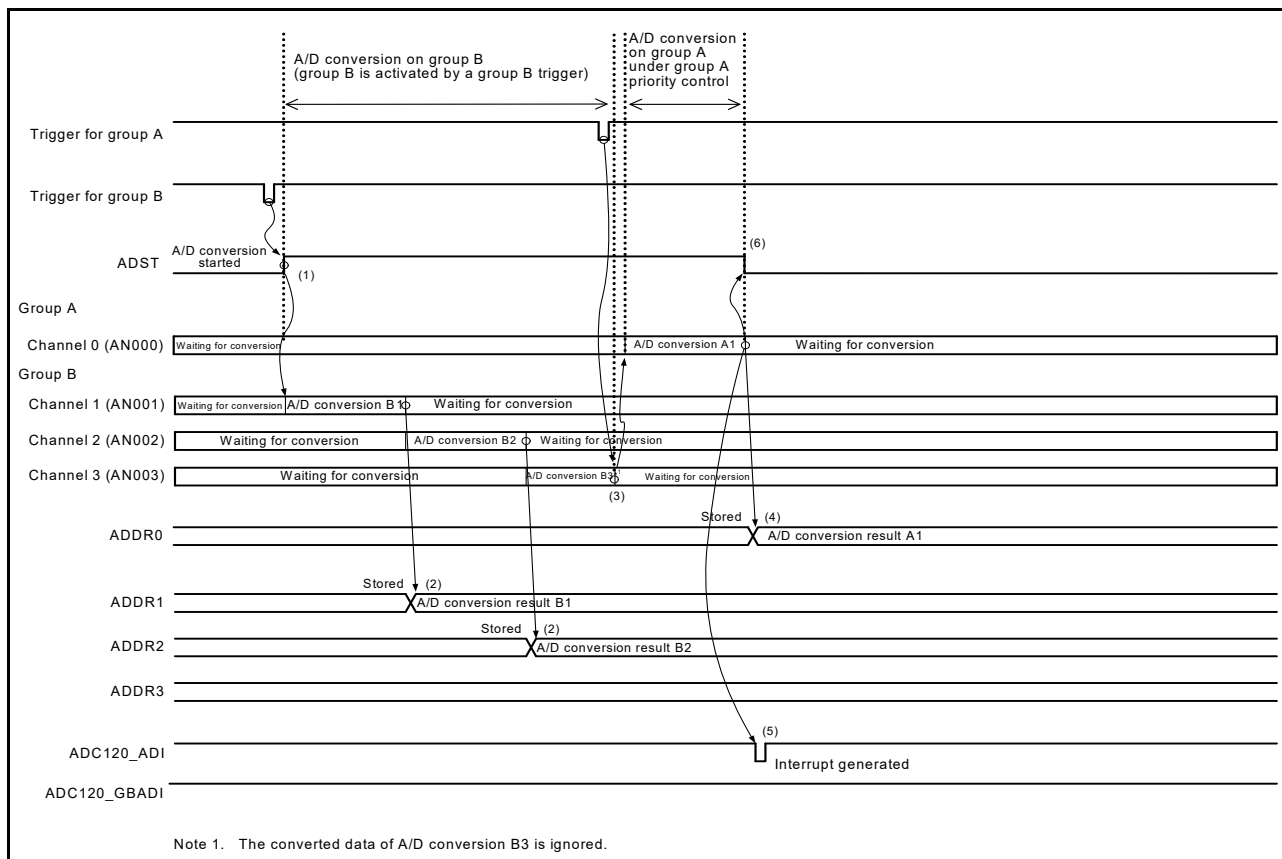 A/D conversion on group B
(group B is activated by a group B trigger)
A/D conversion
on group A
under group A
priority control
Trigger for group A
Trigger for group B
A/D conversion
started
ADST
(1)
(6)
Group A
Channel 0 (AN000)
Waiting for conversion
A/D conversion A1
Waiting for conversion
Group B
Channel 1 (AN001)
Waiting for conversion
A/D conversion B1
Waiting for conversion
Channel 2 (AN002)
Waiting for conversion
A/D conversion B2
Waiting for conversion
Channel 3 (AN003)
Waiting for conversion
A/D conversion B3*1
Waiting for conversion
(3)
Stored (4)
ADDR0
A/D conversion result A1
Stored (2)
ADDR1
A/D conversion result B1
Stored (2)
ADDR2
A/D conversion result B2
ADDR3
(5)
ADC120_ADI
Interrupt generated
ADC120_GBADI
Note 1. The converted data of A/D conversion B3 is ignored.